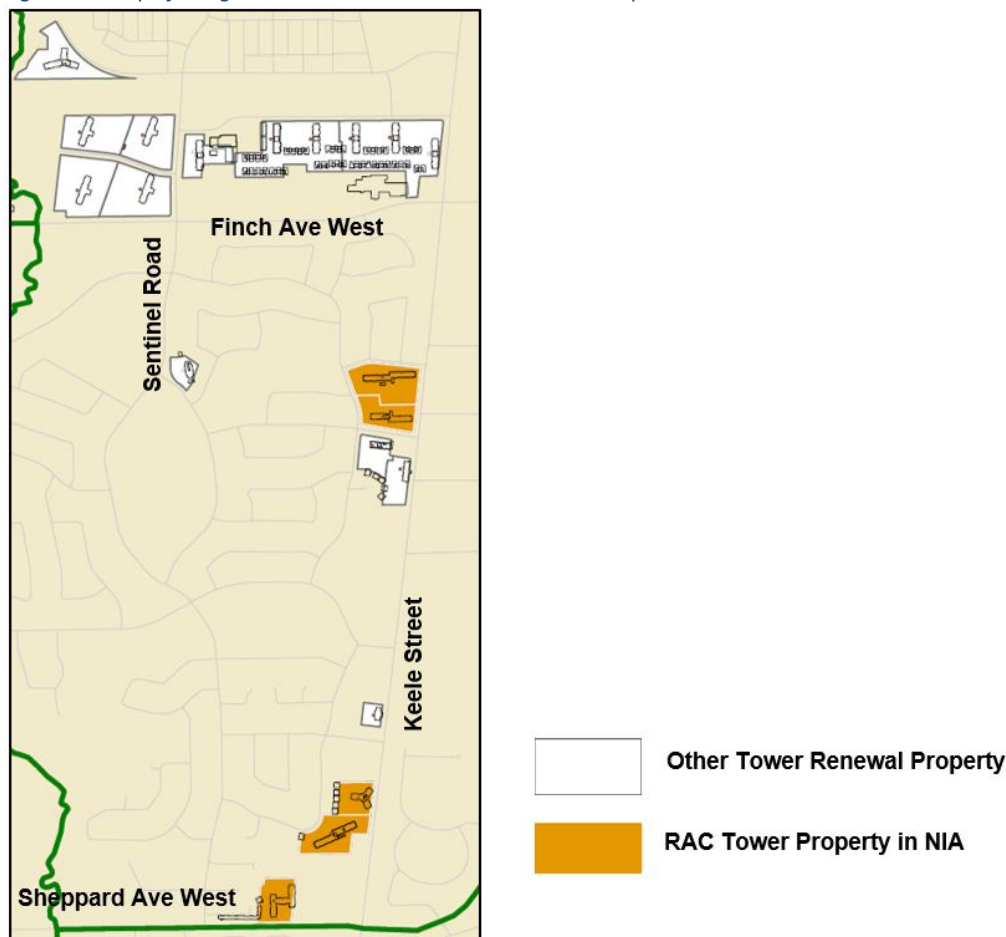 Finch Ave West
Sentinel Road
Keele Street
Sheppard Ave West
Other Tower Renewal Property
RAC Tower Property in NIA